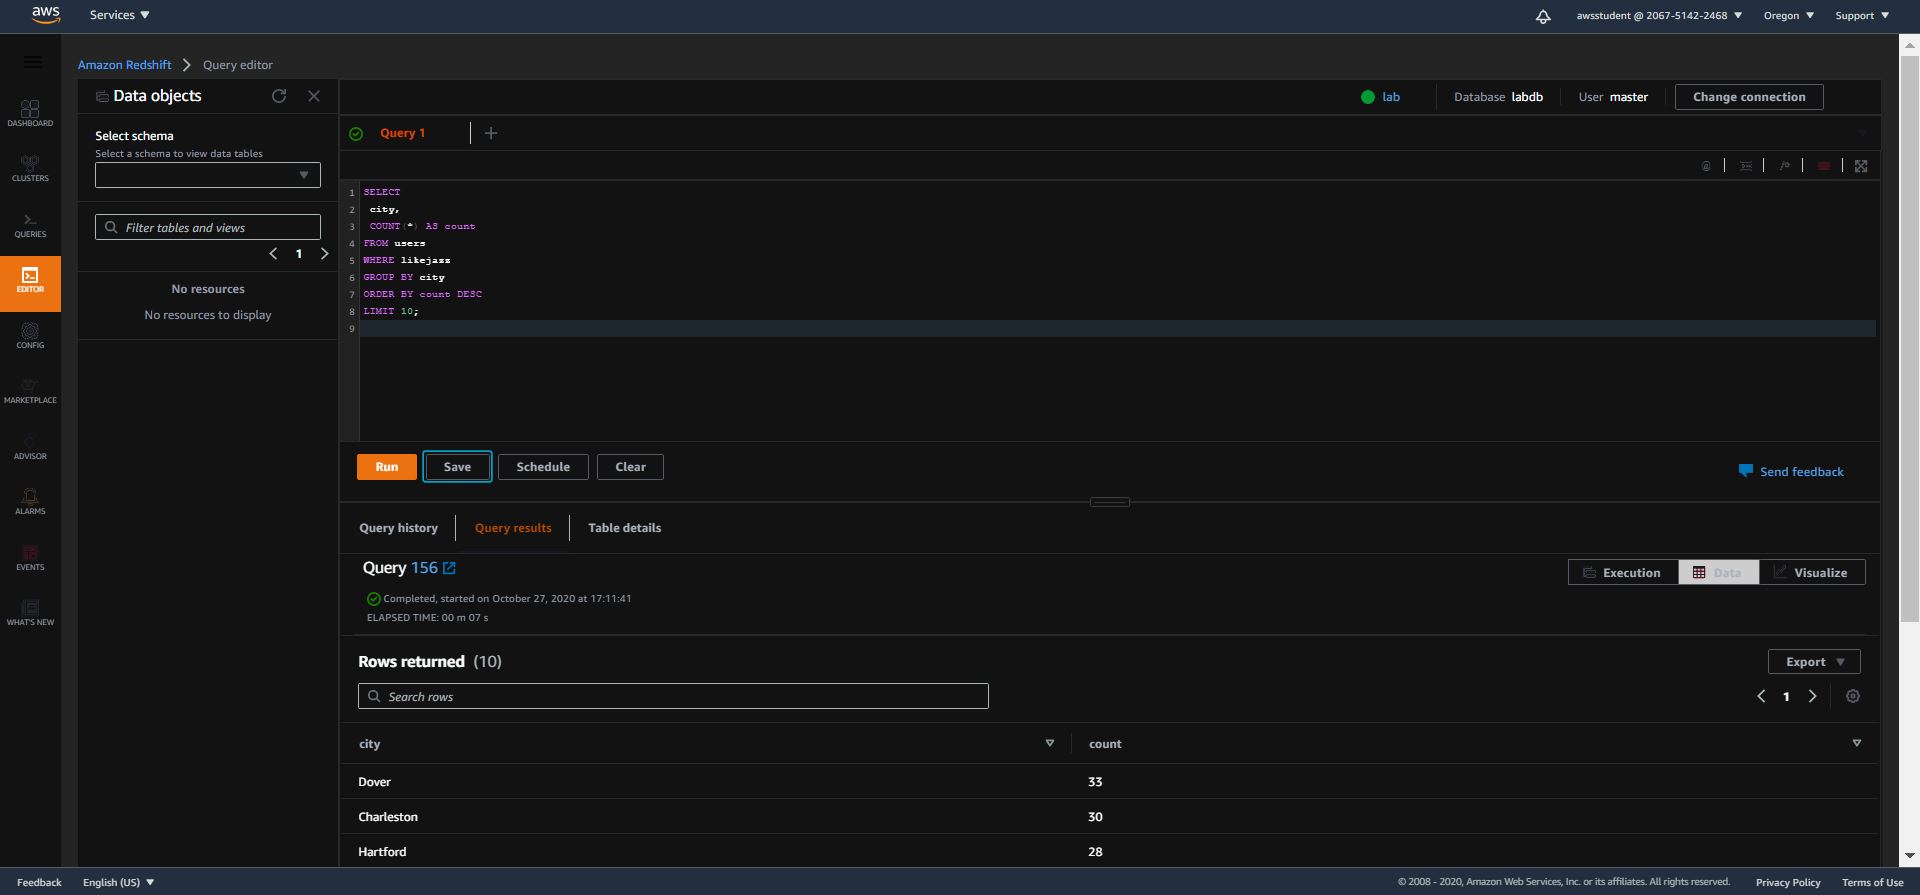 aws
Services
awsstudent @ 2067-5142-2468
Oregon
Support
Amazon Redshift
Query editor
DASHBOARD
CLUSTERS
QUERIES
EDITOR
CONFIG
MARKETPLACE
ADVISOR
ALARMS
EVENTS
WHAT'S NEW
Data objects
Select schema
Select a schema to view data tables
Filter tables and views
1
No resources
No resources to display
lab
Database labdb
User master
Change connection
Query 1
1 SELECT
2 city,
3 COUNT(*) AS count
4 FROM users
5 WHERE likejazz
6 GROUP BY city
7 ORDER BY count DESC
8 LIMIT 10;
9
Run
Save
Schedule
Clear
Send feedback
Query history
Query results
Table details
Query 156
Execution
Data
Visualize
Completed, started on October 27, 2020 at 17:11:41
ELAPSED TIME: 00 m 07 s
Rows returned (10)
Export
Search rows
1
city count
Dover 33
Charleston 30
Hartford 28
Feedback
English (US)
© 2008 - 2020, Amazon Web Services, Inc. or its affiliates. All rights reserved.
Privacy Policy
Terms of Use